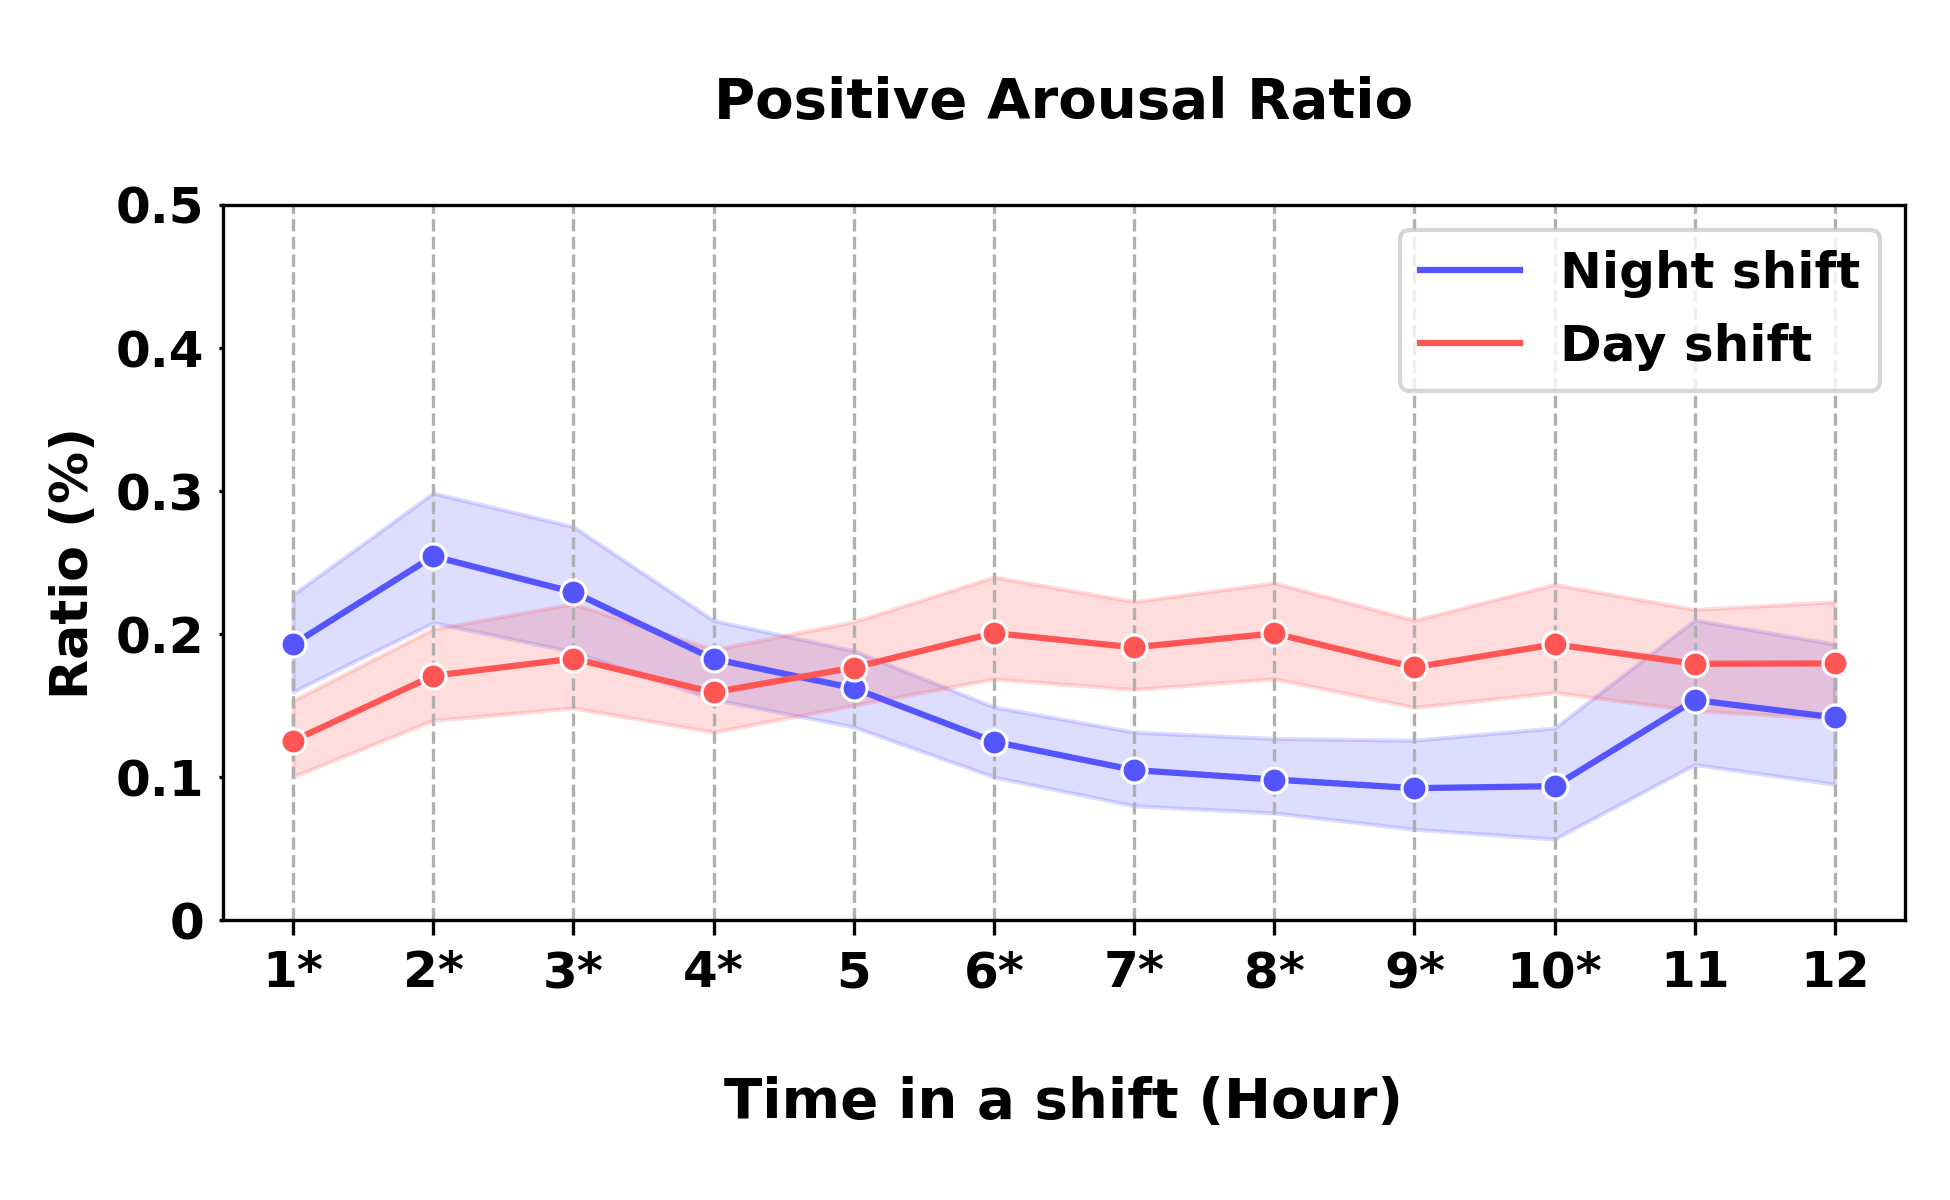 Positive Arousal Ratio
0.5
0.4
0.3
0.2
0.1
0
Ratio (%)
Night shift
Day shift
1* 2* 3* 4* 5 6* 7* 8* 9* 10* 11 12
Time in a shift (Hour)